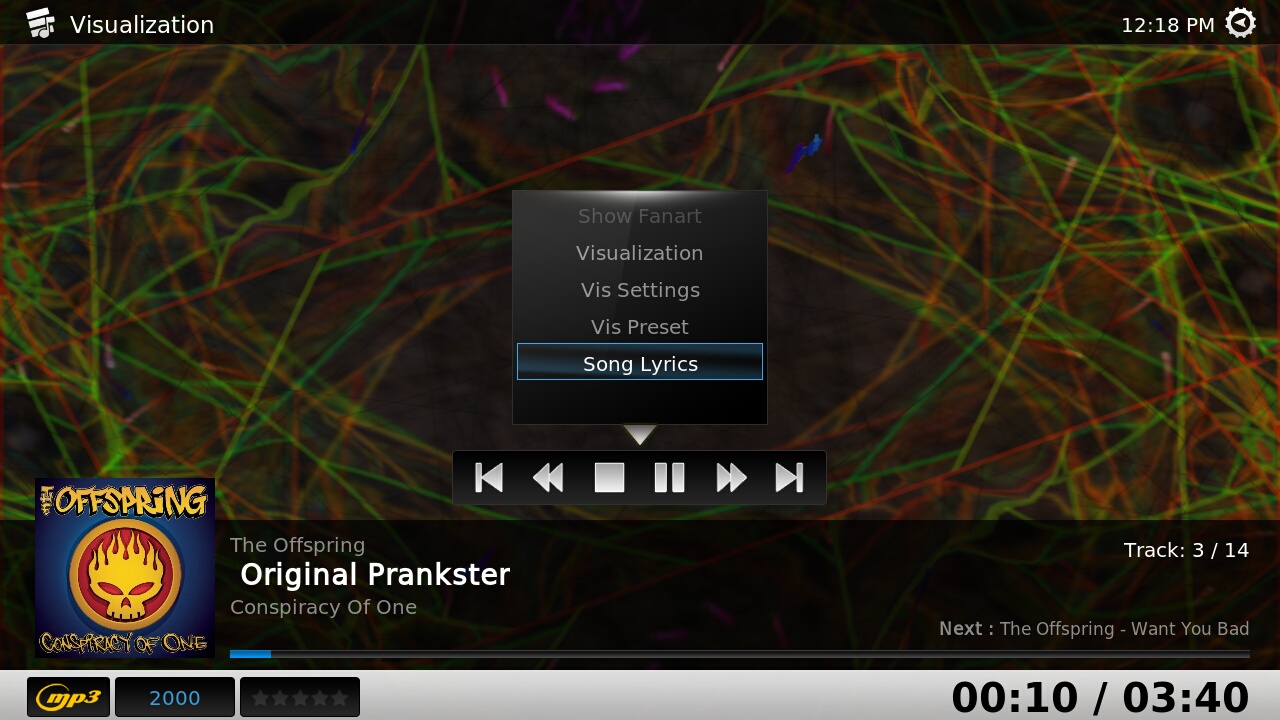 Visualization
12:18 PM
Show Fanart
Visualization
Vis Settings
Vis Preset
Song Lyrics
THE OFFSPRING
CONSPIRACY OF ONE
The Offspring
Original Prankster
Conspiracy Of One
Track: 3 / 14
Next : The Offspring - Want You Bad
mp3
2000
00:10 / 03:40